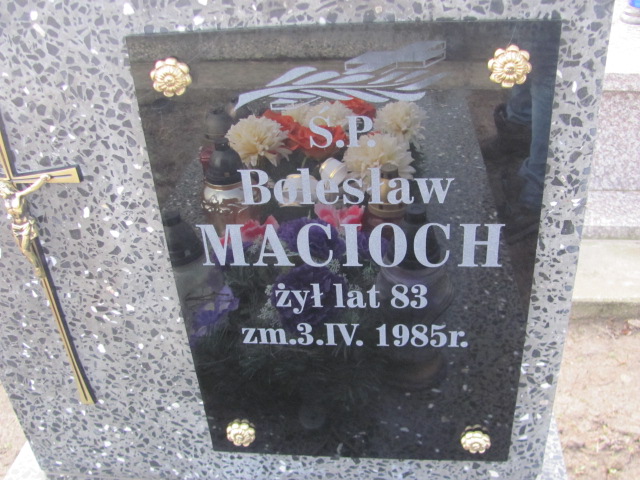 S.P.
Bolesław
MACIOCH
żył lat 83
zm.3.IV. 1985r.